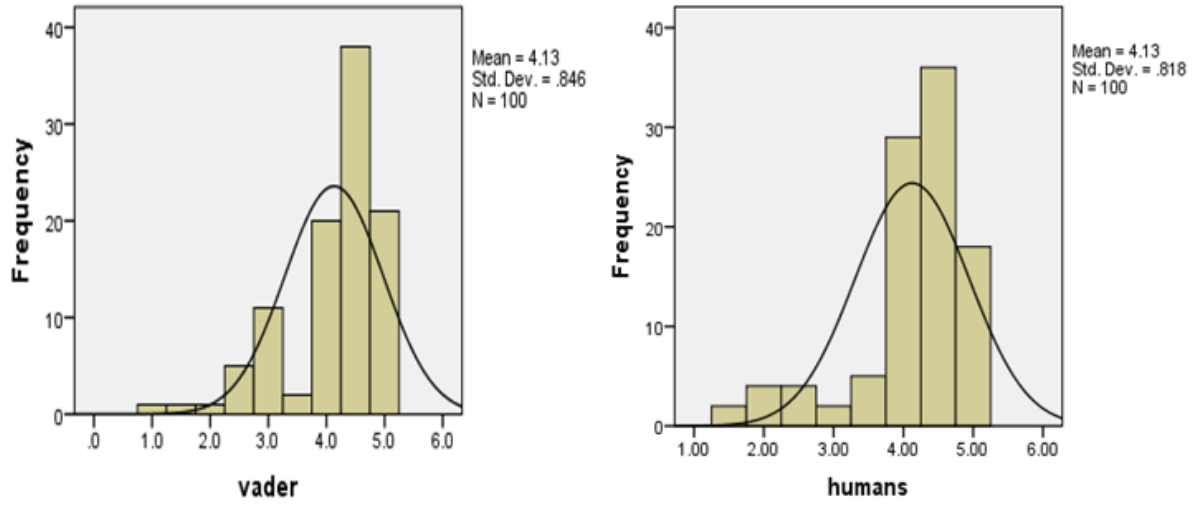 40
30
20
10
0
Frequency
.0 1.0 2.0 3.0 4.0 5.0 6.0
vader
Mean = 4.13
Std. Dev. = .846
N = 100
40
30
20
10
0
Frequency
1.00 2.00 3.00 4.00 5.00 6.00
humans
Mean = 4.13
Std. Dev. = .818
N = 100